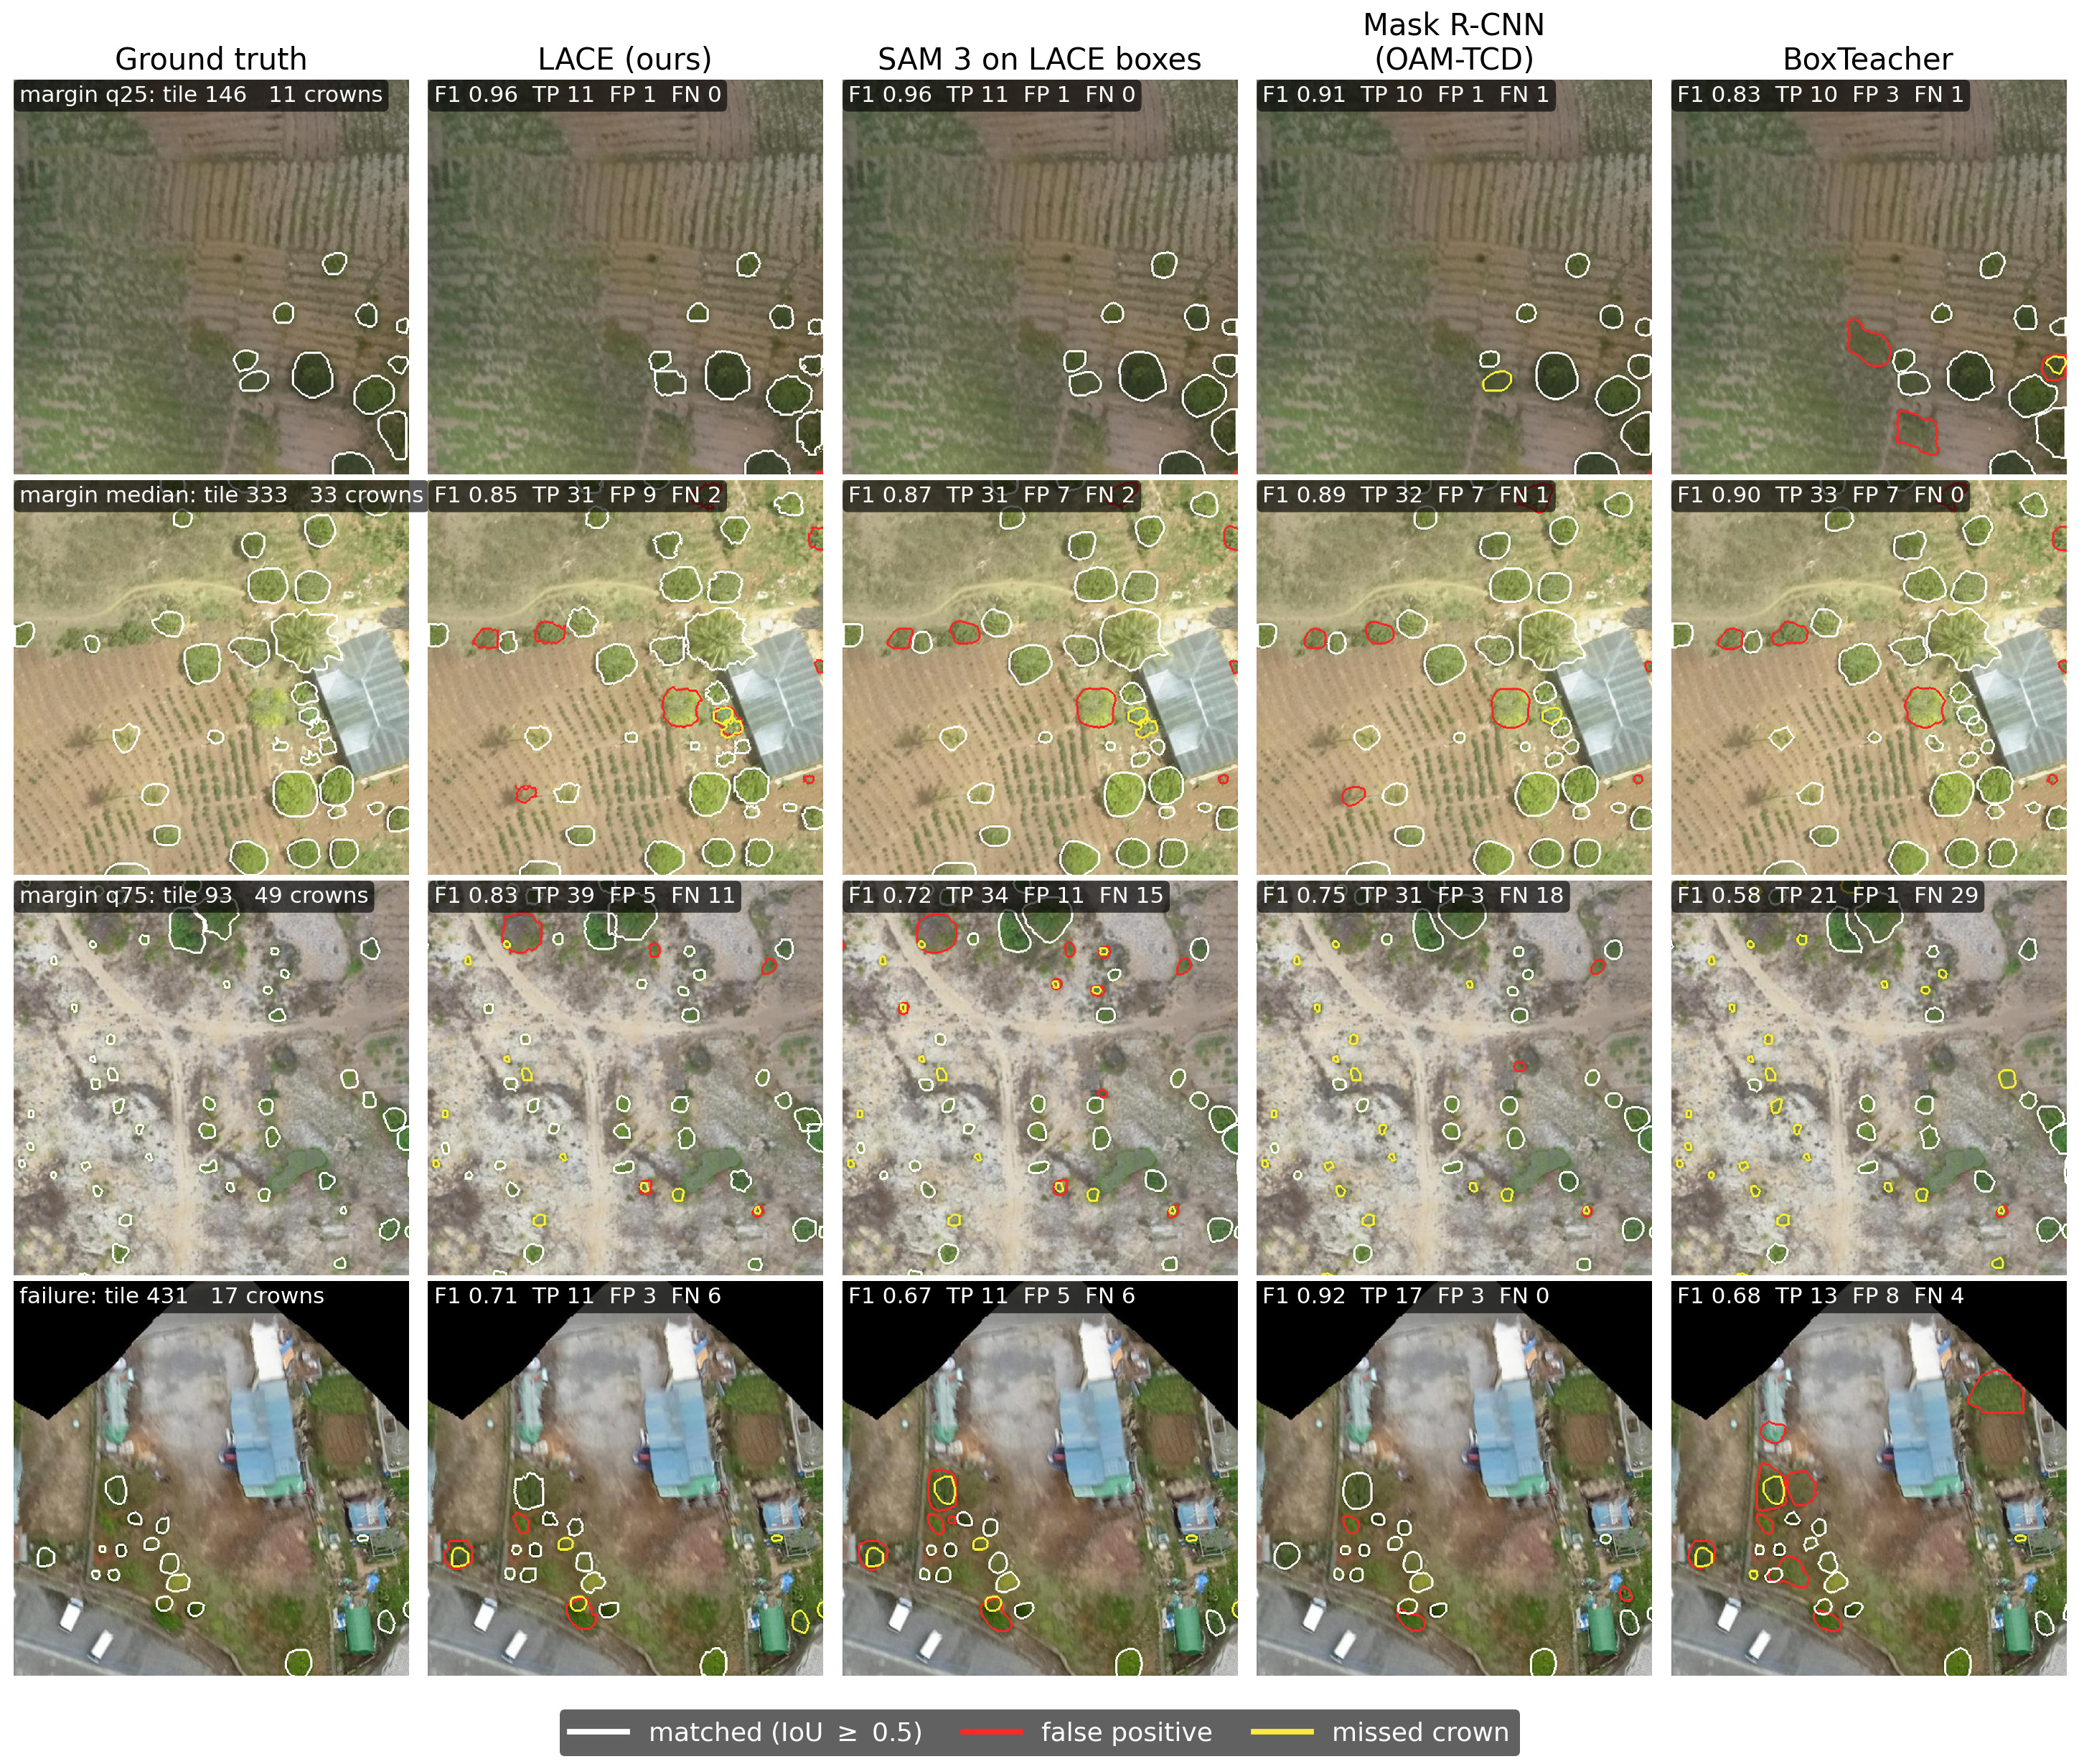 Ground truth
LACE (ours)
SAM 3 on LACE boxes
Mask R-CNN
(OAM-TCD)
BoxTeacher
margin q25: tile 146 11 crowns
F1 0.96 TP 11 FP 1 FN 0
F1 0.96 TP 11 FP 1 FN 0
F1 0.91 TP 10 FP 1 FN 1
F1 0.83 TP 10 FP 3 FN 1
margin median: tile 333 33 crowns
F1 0.85 TP 31 FP 9 FN 2
F1 0.87 TP 31 FP 7 FN 2
F1 0.89 TP 32 FP 7 FN 1
F1 0.90 TP 33 FP 7 FN 0
margin q75: tile 93 49 crowns
F1 0.83 TP 39 FP 5 FN 11
F1 0.72 TP 34 FP 11 FN 15
F1 0.75 TP 31 FP 3 FN 18
F1 0.58 TP 21 FP 1 FN 29
failure: tile 431 17 crowns
F1 0.71 TP 11 FP 3 FN 6
F1 0.67 TP 11 FP 5 FN 6
F1 0.92 TP 17 FP 3 FN 0
F1 0.68 TP 13 FP 8 FN 4
matched (IoU ≥ 0.5)
false positive
missed crown